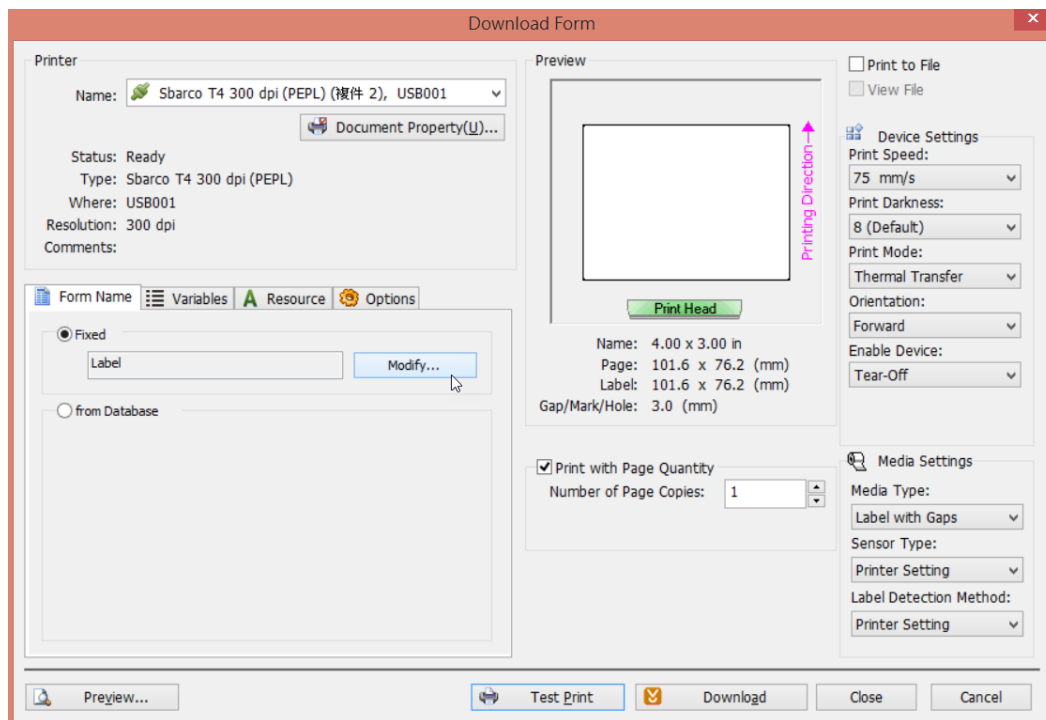 Download Form
Printer
Name: Sbarco T4 300 dpi (PEPL) (複件 2), USB001
Document Property(U)...
Status: Ready
Type: Sbarco T4 300 dpi (PEPL)
Where: USB001
Resolution: 300 dpi
Comments:
Form Name Variables Resource Options
Fixed
Label Modify...
from Database
Preview
Printing Direction
Print Head
Name: 4.00 x 3.00 in
Page: 101.6 x 76.2 (mm)
Label: 101.6 x 76.2 (mm)
Gap/Mark/Hole: 3.0 (mm)
Print with Page Quantity
Number of Page Copies: 1
Print to File
View File
Device Settings
Print Speed:
75 mm/s
Print Darkness:
8 (Default)
Print Mode:
Thermal Transfer
Orientation:
Forward
Enable Device:
Tear-Off
Media Settings
Media Type:
Label with Gaps
Sensor Type:
Printer Setting
Label Detection Method:
Printer Setting
Preview... Test Print Download Close Cancel